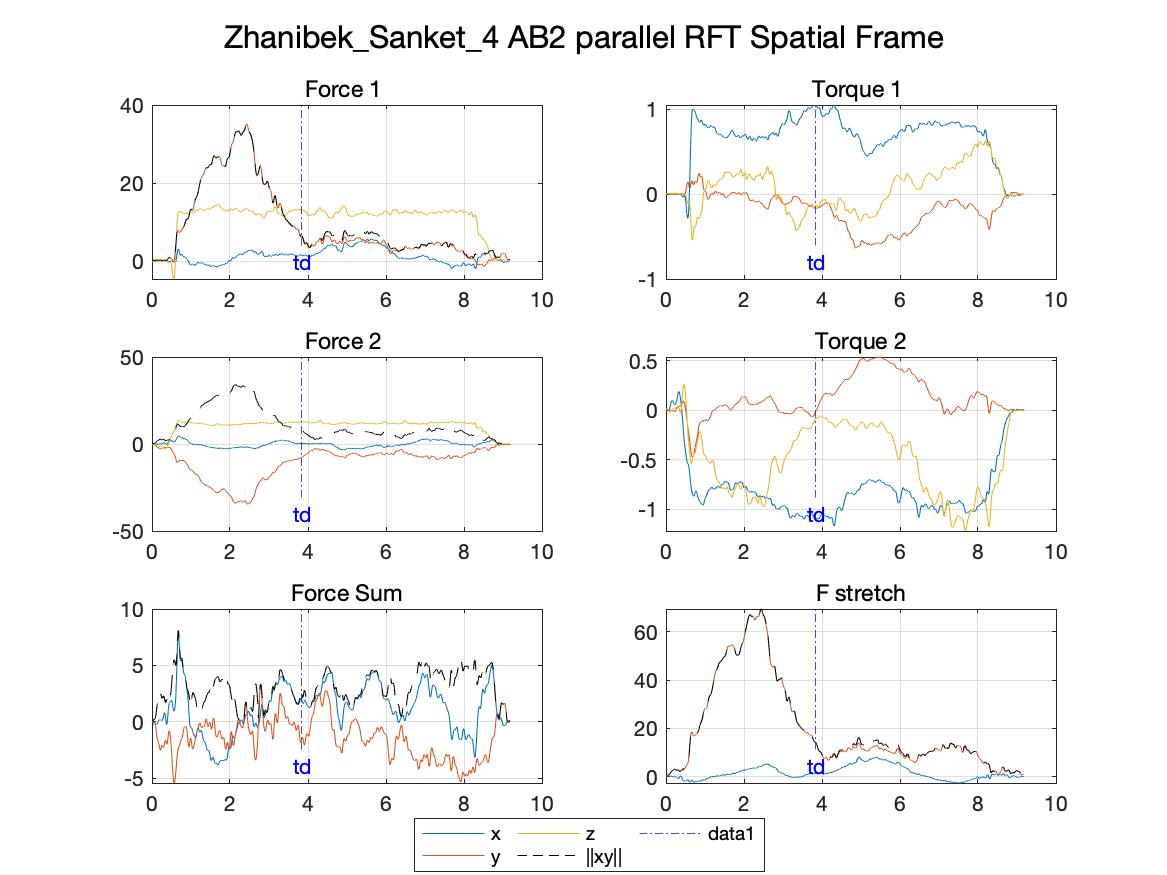 Zhanibek_Sanket_4 AB2 parallel RFT Spatial Frame
Force 1
40
20
0
td
0 2 4 6 8 10
Torque 1
1
0
-1
td
0 2 4 6 8 10
Force 2
50
0
-50
td
0 2 4 6 8 10
Torque 2
0.5
0
-0.5
-1
td
0 2 4 6 8 10
Force Sum
10
5
0
-5
td
0 2 4 6 8 10
F stretch
60
40
20
0
td
0 2 4 6 8 10
x z data1
y ||xy||